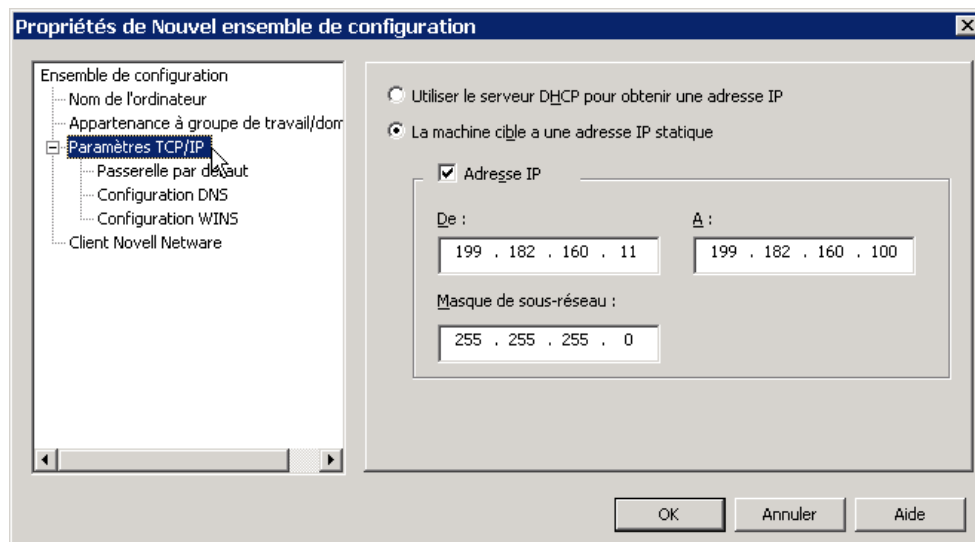 Propriétés de Nouvel ensemble de configuration
Ensemble de configuration
Nom de l'ordinateur
Appartenance à groupe de travail/dom
Paramètres TCP/IP
Passerelle par défaut
Configuration DNS
Configuration WINS
Client Novell Netware
Utiliser le serveur DHCP pour obtenir une adresse IP
La machine cible a une adresse IP statique
Adresse IP
De :
A :
199 . 182 . 160 . 11
199 . 182 . 160 . 100
Masque de sous-réseau :
255 . 255 . 255 . 0
OK
Annuler
Aide